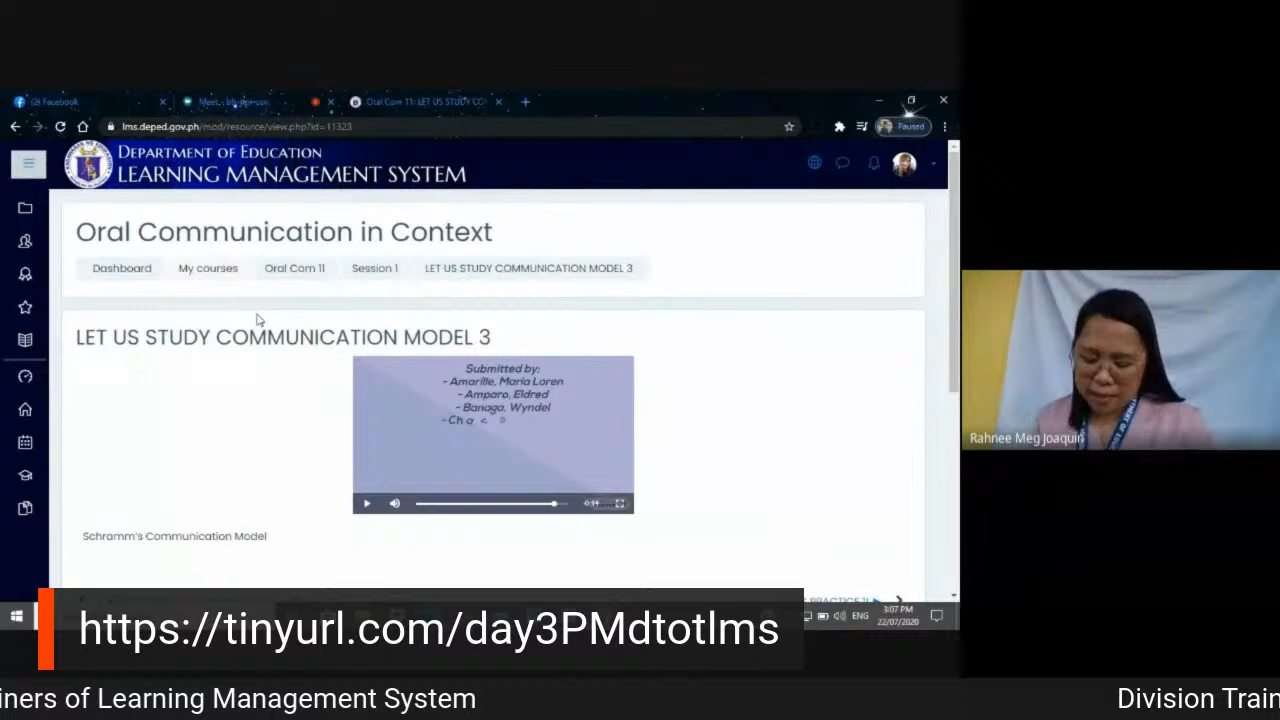 (2) Facebook
Oral Com 11: LET US STUDY CO
lms.deped.gov.ph/mod/resource/view.php?id=11323
Paused
DEPARTMENT OF EDUCATION
LEARNING MANAGEMENT SYSTEM
Oral Communication in Context
Dashboard
My courses
Oral Com 11
Session 1
LET US STUDY COMMUNICATION MODEL 3
LET US STUDY COMMUNICATION MODEL 3
Submitted by:
- Amarille, Maria Loren
- Amparo, Eldred
- Banaga, Wyndel
-0:14
Schramm's Communication Model
Rahnee Meg Joaquin
3:07 PM
ENG
22/07/2020
https://tinyurl.com/day3PMdtotlms
iners of Learning Management System
Division Train